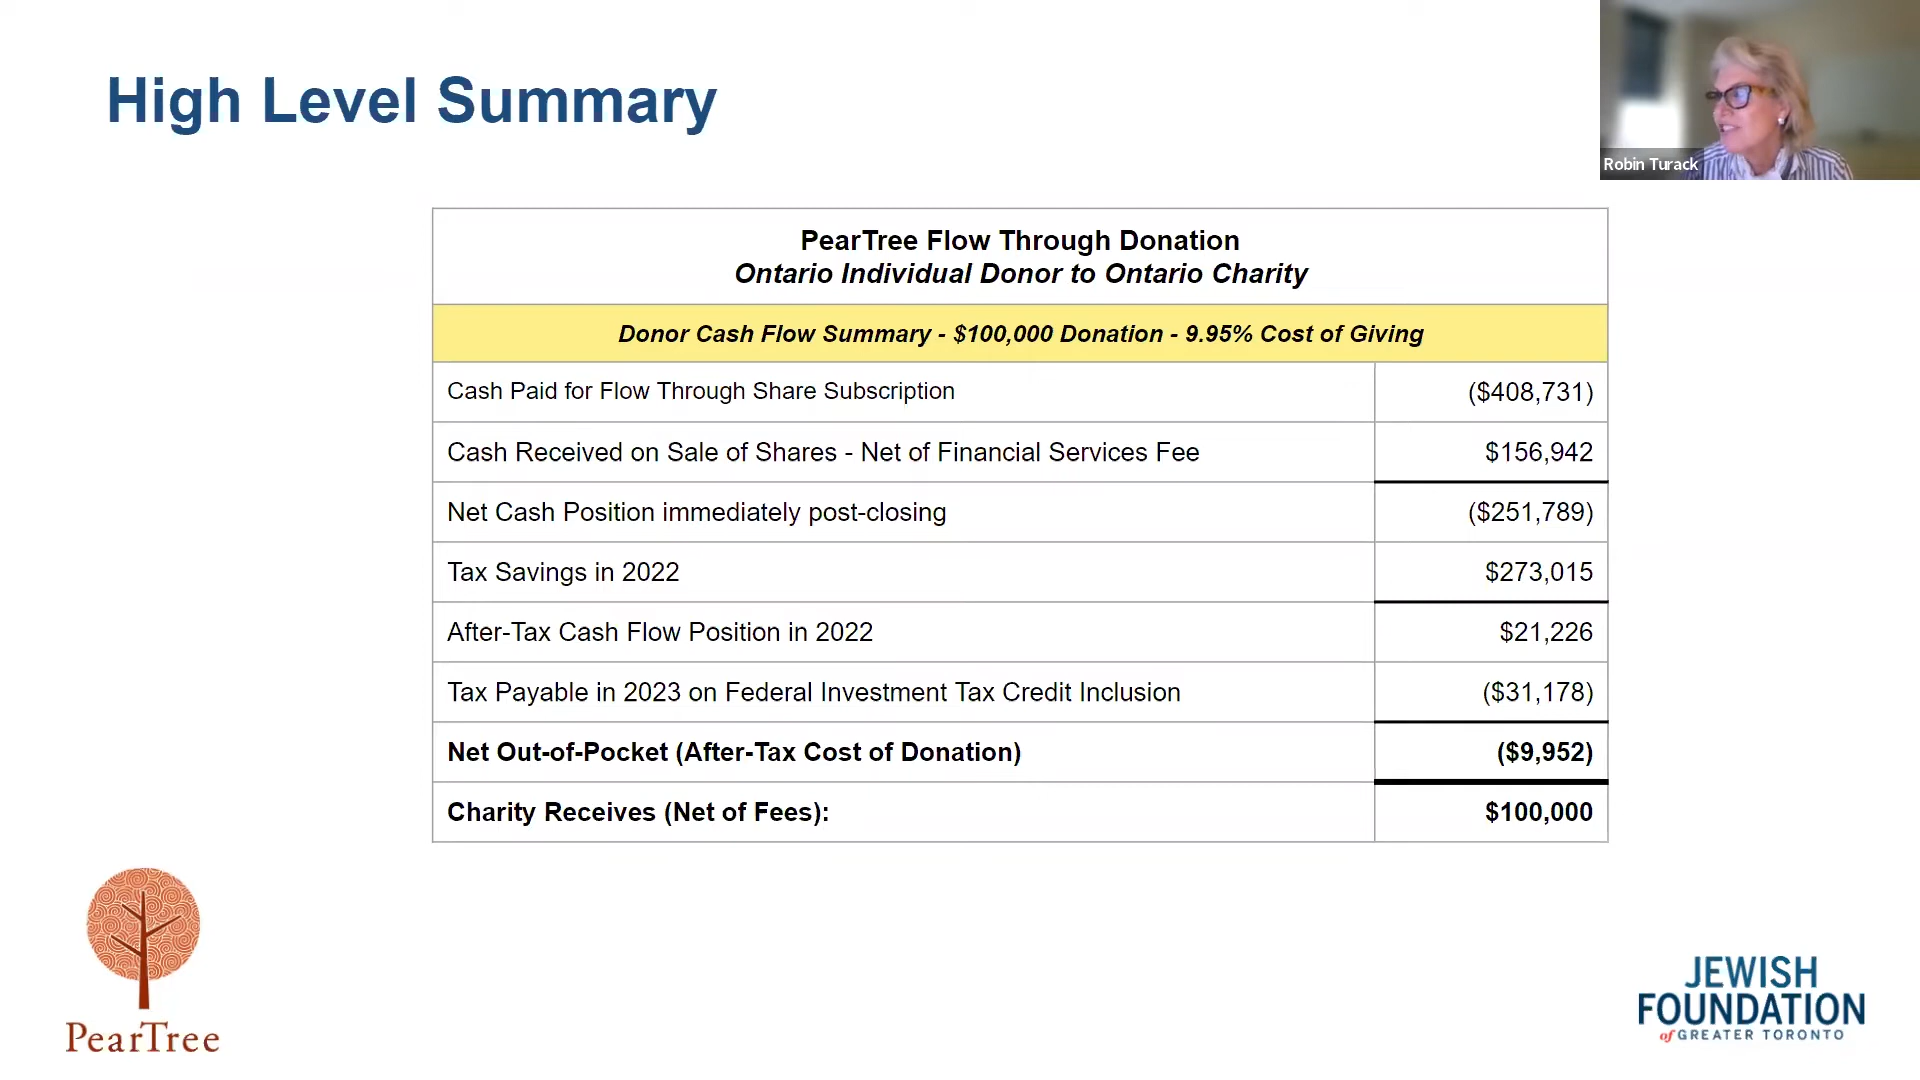 High Level Summary
Robin Turack
PearTree Flow Through Donation
Ontario Individual Donor to Ontario Charity
Donor Cash Flow Summary - $100,000 Donation - 9.95% Cost of Giving
Cash Paid for Flow Through Share Subscription ($408,731)
Cash Received on Sale of Shares - Net of Financial Services Fee $156,942
Net Cash Position immediately post-closing ($251,789)
Tax Savings in 2022 $273,015
After-Tax Cash Flow Position in 2022 $21,226
Tax Payable in 2023 on Federal Investment Tax Credit Inclusion ($31,178)
Net Out-of-Pocket (After-Tax Cost of Donation) ($9,952)
Charity Receives (Net of Fees): $100,000
PearTree
JEWISH
FOUNDATION
of GREATER TORONTO